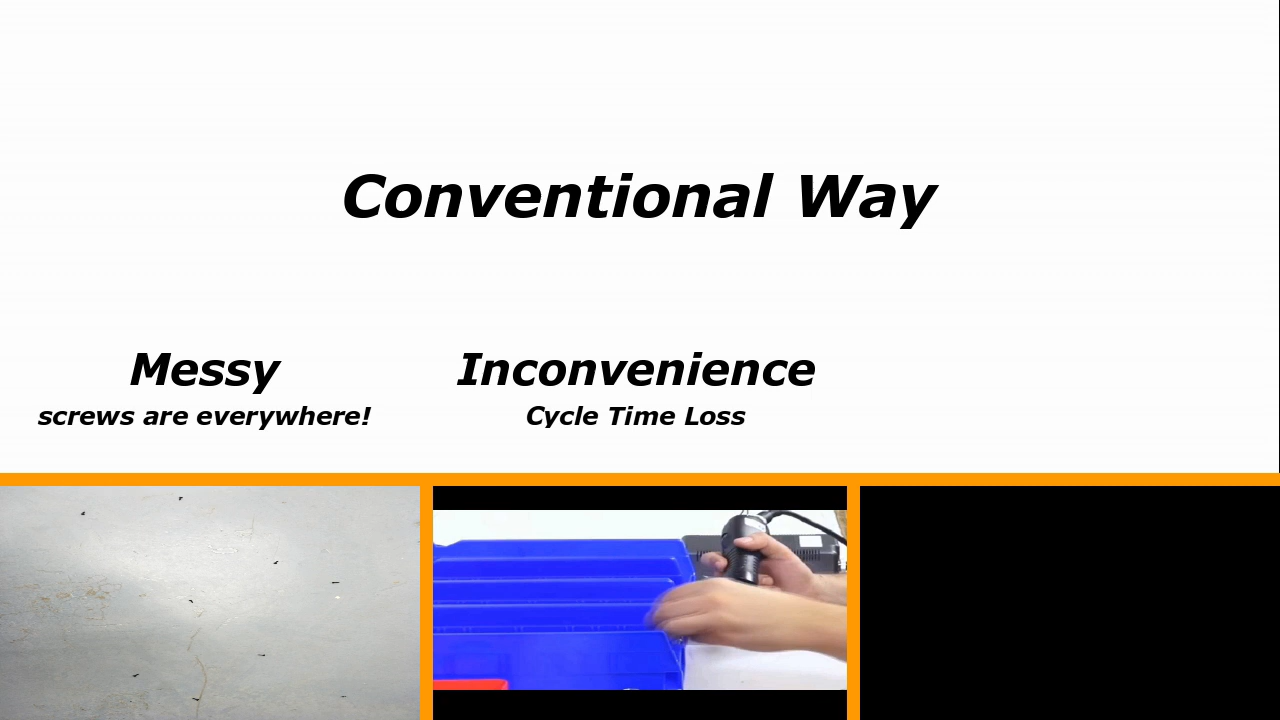 Conventional Way
Messy
screws are everywhere!
Inconvenience
Cycle Time Loss